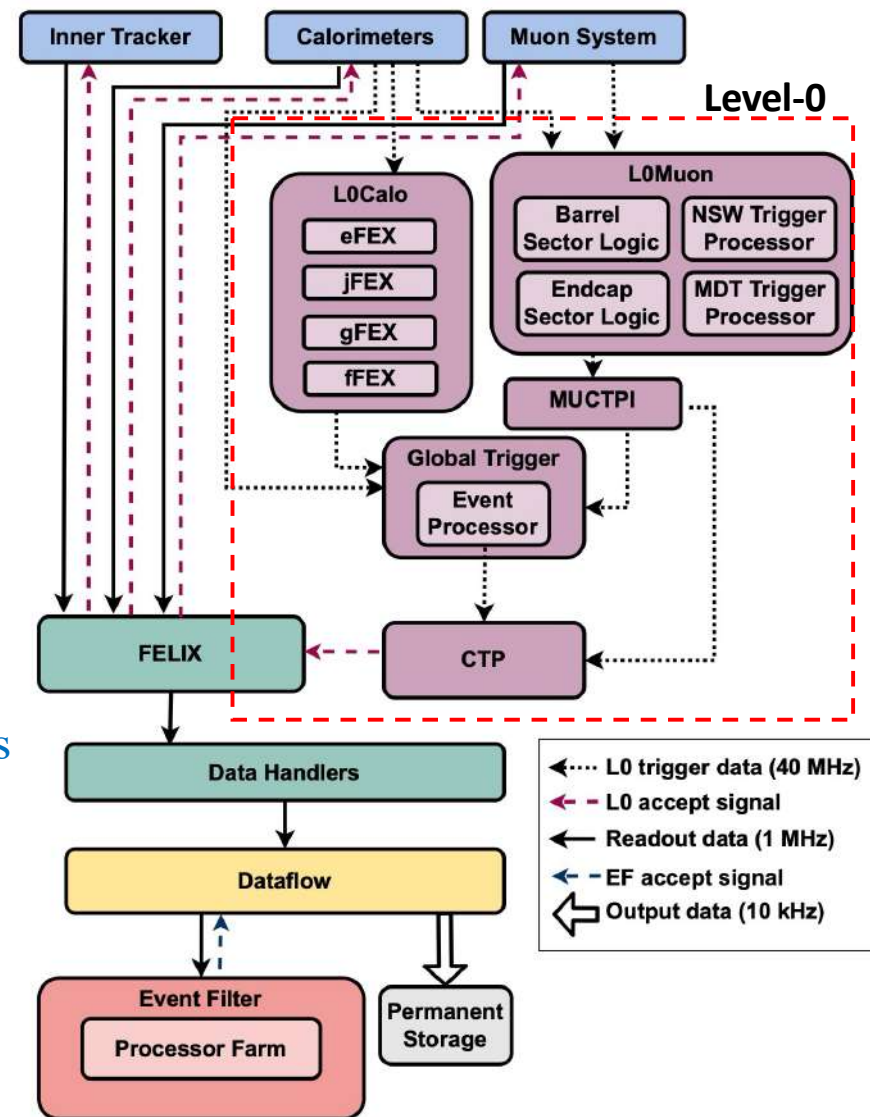 Inner Tracker
Calorimeters
Muon System
Level-0
L0Calo
eFEX
jFEX
gFEX
fFEX
L0Muon
Barrel
Sector Logic
NSW Trigger
Processor
Endcap
Sector Logic
MDT Trigger
Processor
MUCTPI
Global Trigger
Event
Processor
FELIX
CTP
s
Data Handlers
Dataflow
Event Filter
Processor Farm
Permanent
Storage
L0 trigger data (40 MHz)
L0 accept signal
Readout data (1 MHz)
EF accept signal
Output data (10 kHz)